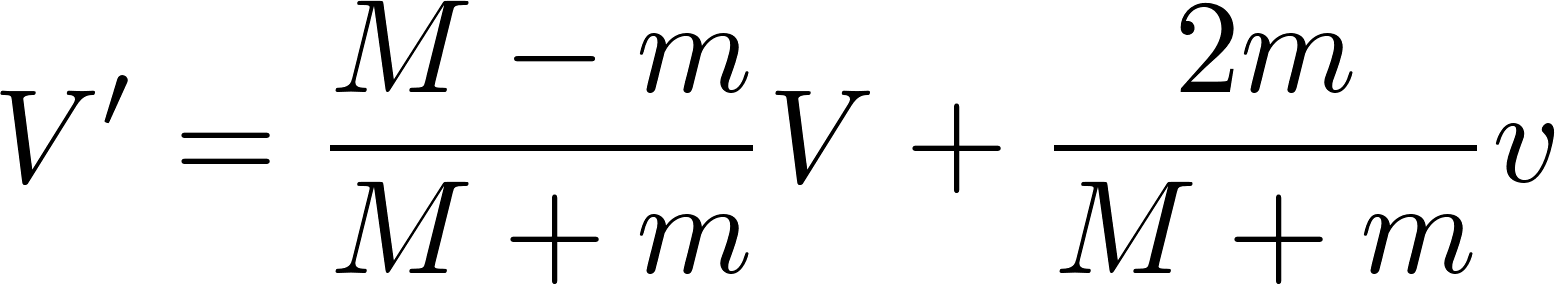 V' = \frac{M - m}{M + m} V + \frac{2m}{M + m} v